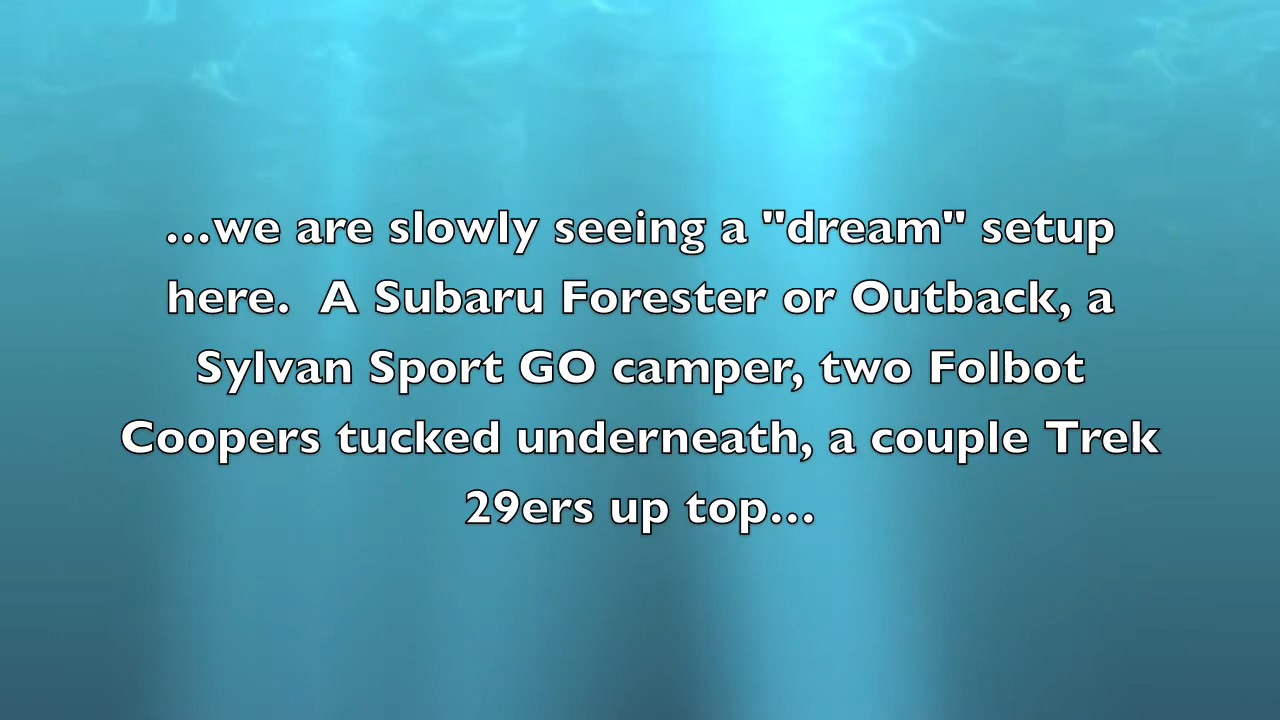 ...we are slowly seeing a "dream" setup
here.  A Subaru Forester or Outback, a
Sylvan Sport GO camper, two Folbot
Coopers tucked underneath, a couple Trek
29ers up top...